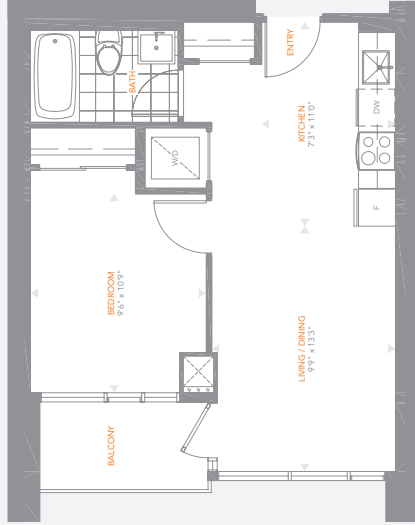 ENTRY
BATH
KITCHEN
7'3" x 11'0"
DW
W/D
F
BEDROOM
9'6" x 10'9"
LIVING / DINING
9'9" x 13'3"
BALCONY